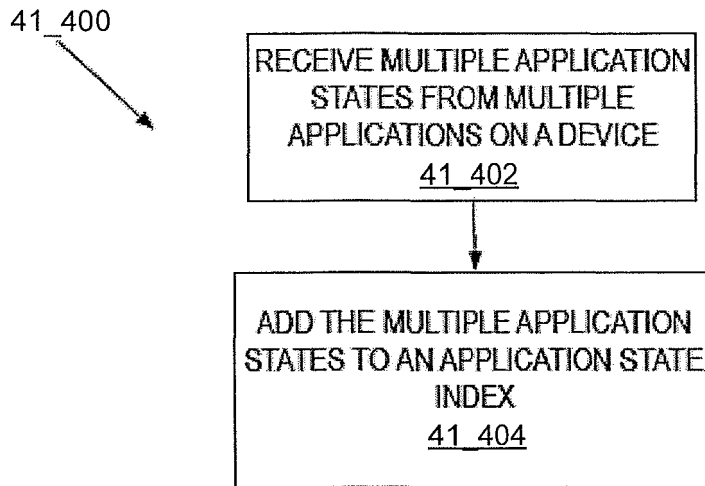 41_400
RECEIVE MULTIPLE APPLICATION
STATES FROM MULTIPLE
APPLICATIONS ON A DEVICE
41_402
ADD THE MULTIPLE APPLICATION
STATES TO AN APPLICATION STATE
INDEX
41_404